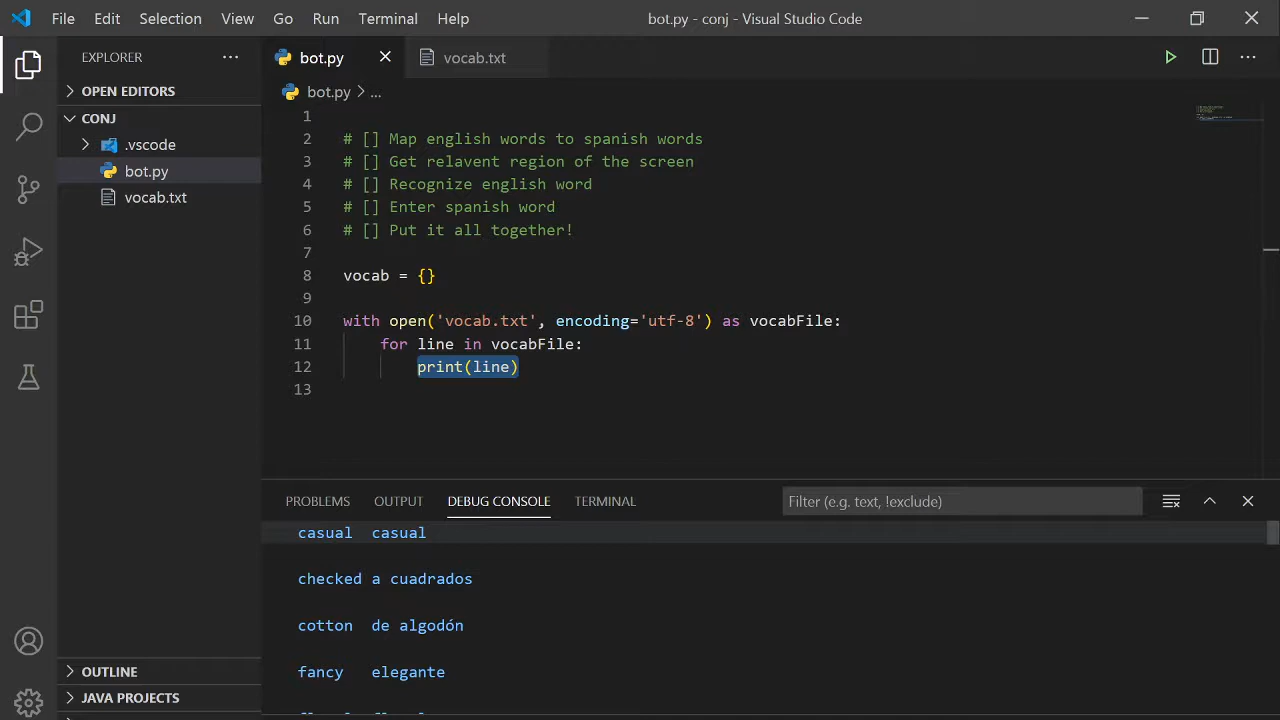 File Edit Selection View Go Run Terminal Help bot.py - conj - Visual Studio Code
EXPLORER
OPEN EDITORS
CONJ
.vscode
bot.py
vocab.txt
OUTLINE
JAVA PROJECTS
bot.py vocab.txt
bot.py > ...
1
2 # [] Map english words to spanish words
3 # [] Get relavent region of the screen
4 # [] Recognize english word
5 # [] Enter spanish word
6 # [] Put it all together!
7
8 vocab = {}
9
10 with open('vocab.txt', encoding='utf-8') as vocabFile:
11 for line in vocabFile:
12 print(line)
13
PROBLEMS OUTPUT DEBUG CONSOLE TERMINAL Filter (e.g. text, !exclude)
casual casual
checked a cuadrados
cotton de algodón
fancy elegante